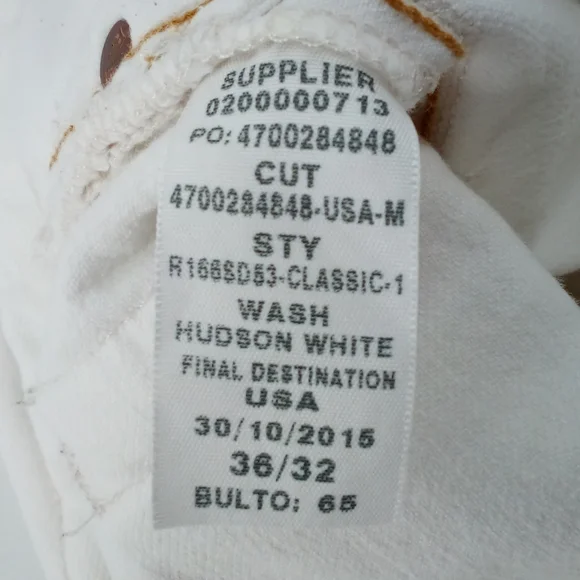 SUPPLIER
0200000713
PO: 4700284848
CUT
4700284848-USA-M
STY
R166SD53-CLASSIC-1
WASH
HUDSON WHITE
FINAL DESTINATION
USA
30/10/2015
36/32
BULTO: 65